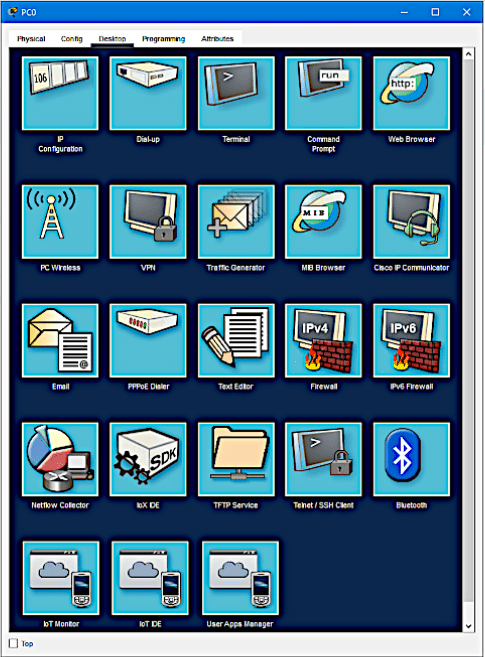 PC0
Physical Config Desktop Programming Attributes
106
>
run
http:
IP
Configuration
Dial-up
Terminal
Command
Prompt
Web Browser
MIB
PC Wireless
VPN
Traffic Generator
MIB Browser
Cisco IP Communicator
IPv4
IPv6
Email
PPPoE Dialer
Text Editor
Firewall
IPv6 Firewall
SDK
>
Netflow Collector
IoX IDE
TFTP Service
Telnet / SSH Client
Bluetooth
IoT Monitor
IoT IDE
User Apps Manager
Top